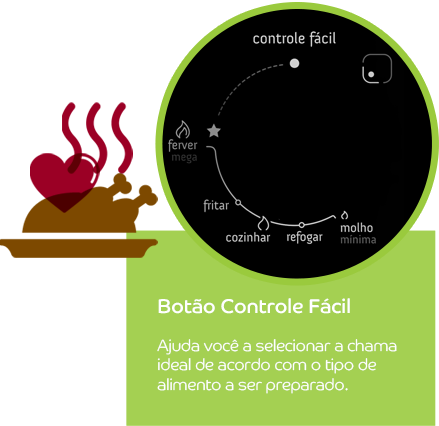 controle fácil
ferver
mega
fritar
cozinhar
refogar
molho
mínima
Botão Controle Fácil
Ajuda você a selecionar a chama
ideal de acordo com o tipo de
alimento a ser preparado.